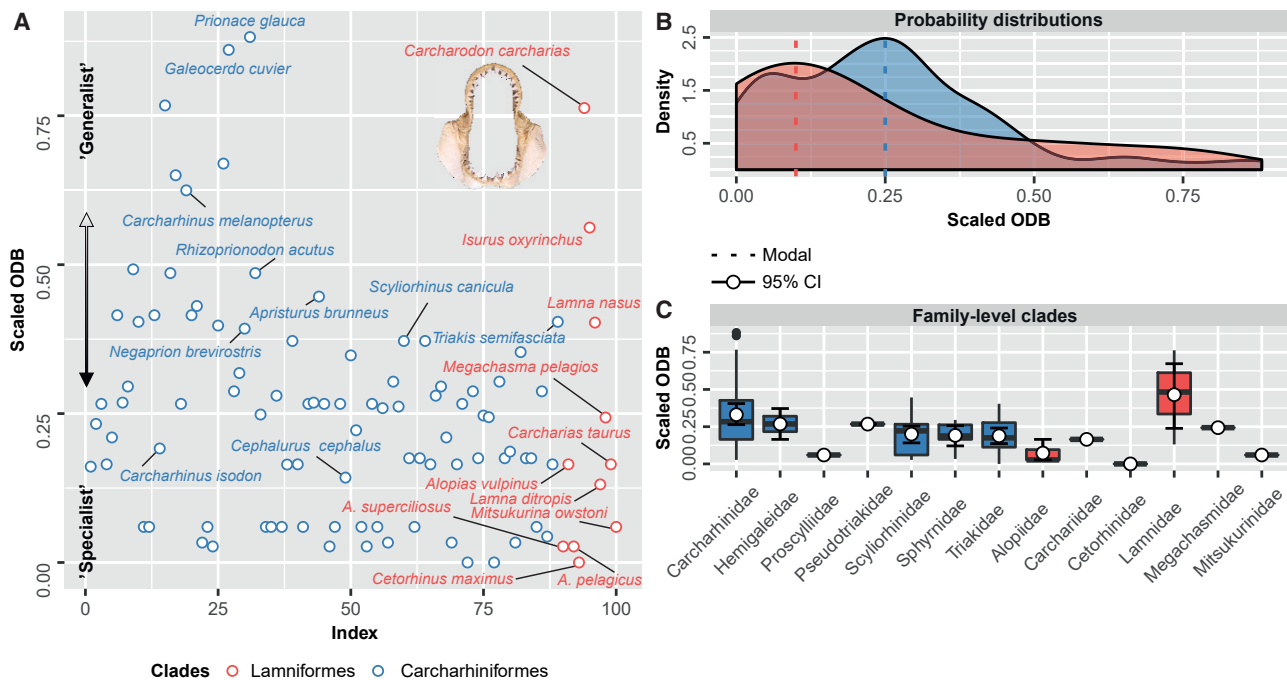 A
Prionace glauca
Galeocerdo cuvier
Carcharodon carcharias
'Generalist'
Carcharhinus melanopterus
Isurus oxyrinchus
Rhizoprionodon acutus
Scyliorhinus canicula
Lamna nasus
Apristurus brunneus
Triakis semifasciata
Negaprion brevirostris
Megachasma pelagios
Carcharias taurus
Cephalurus cephalus
Carcharhinus isodon
Alopias vulpinus
Lamna ditropis
A. superciliosus
Mitsukurina owstoni
'Specialist'
Cetorhinus maximus
A. pelagicus
Scaled ODB
0.75
0.50
0.25
0.00
0 25 50 75 100
Index
Clades Lamniformes Carcharhiniformes
B
Probability distributions
Density
2.5
1.5
0.5
0.00 0.25 0.50 0.75
Scaled ODB
Modal
95% CI
C
Family-level clades
Scaled ODB
0.75
0.50
0.25
0.00
Carcharhinidae
Hemigaleidae
Proscylliidae
Pseudotriakidae
Scyliorhinidae
Sphyrnidae
Triakidae
Alopiidae
Carchariidae
Cetorhinidae
Lamnidae
Megachasmidae
Mitsukurinidae